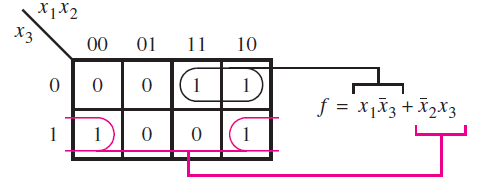 x₁x₂
x₃
00 01 11 10
0 0 0 1 1
f = x₁x̄₃ + x̄₂x₃
1 1 0 0 1